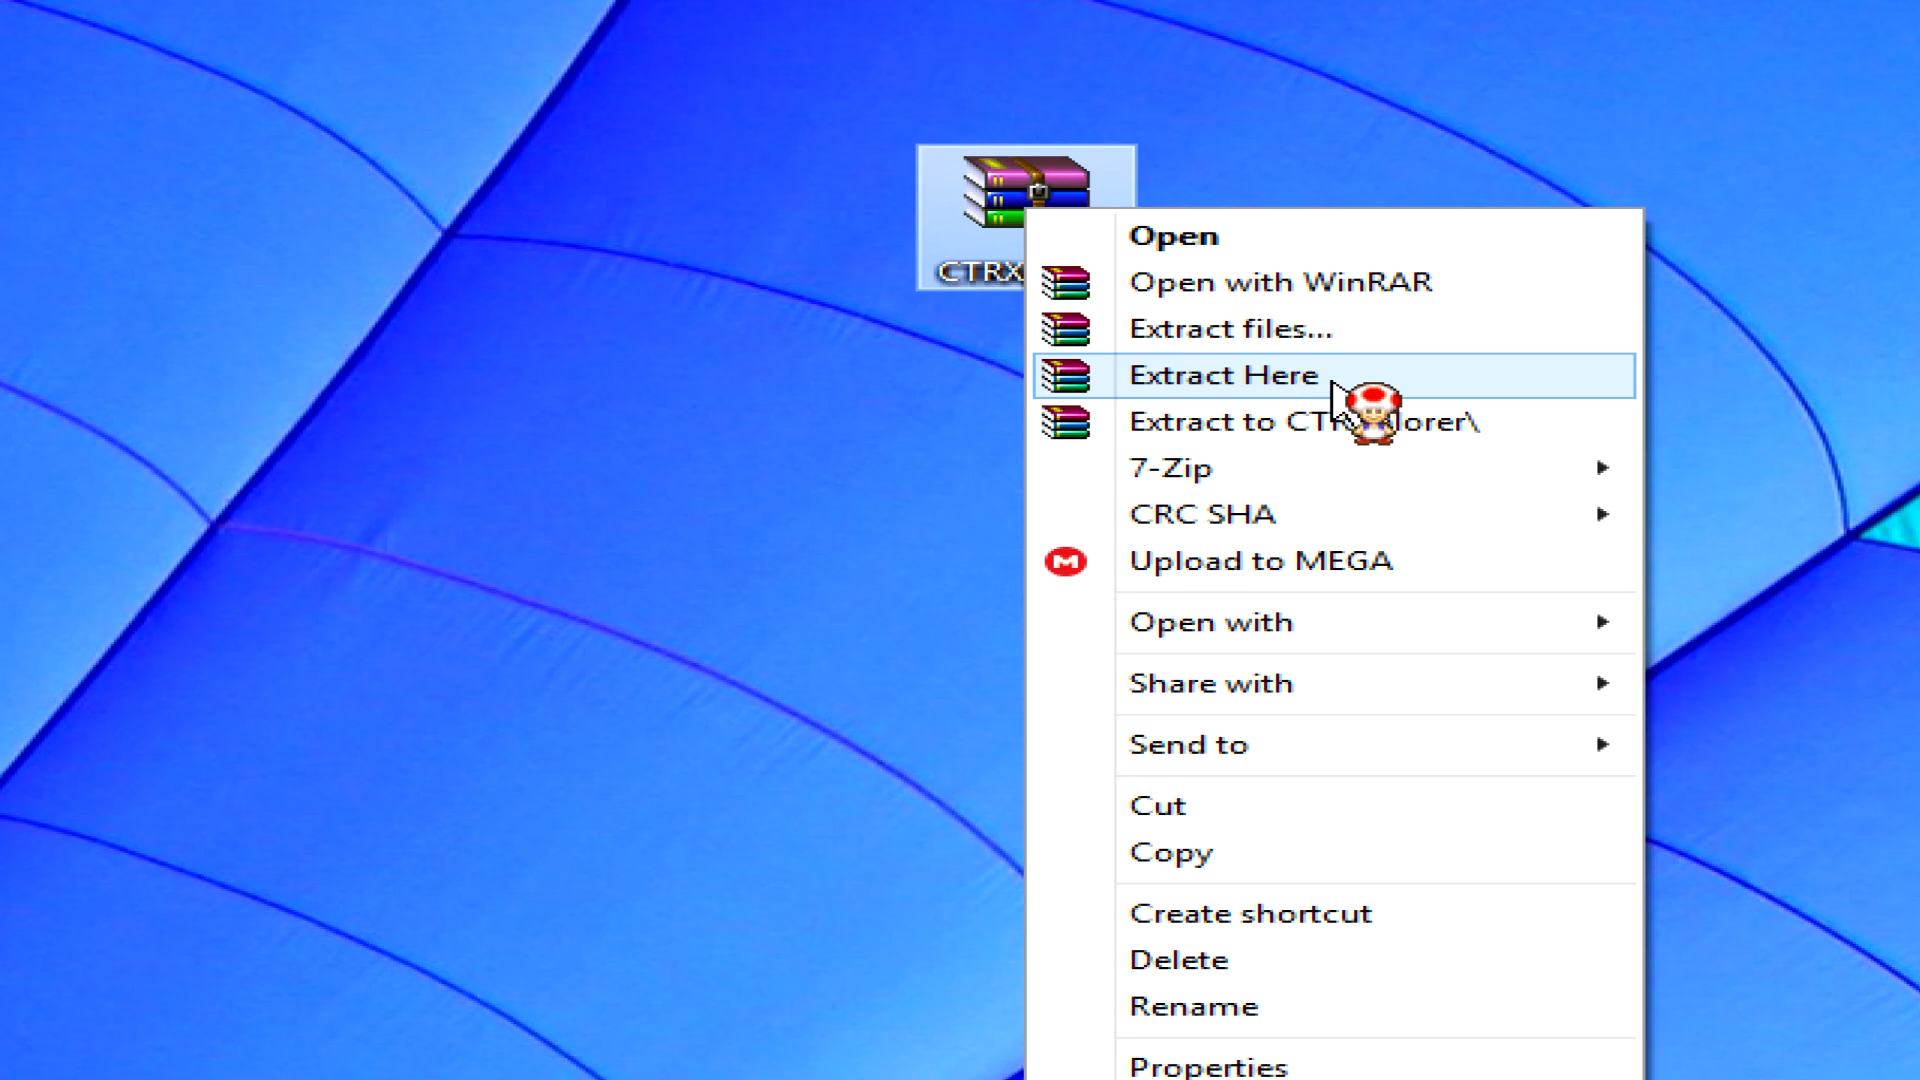 CTRX
Open
Open with WinRAR
Extract files...
Extract Here
Extract to
7-Zip
CRC SHA
Upload to MEGA
Open with
Share with
Send to
Cut
Copy
Create shortcut
Delete
Rename
Properties